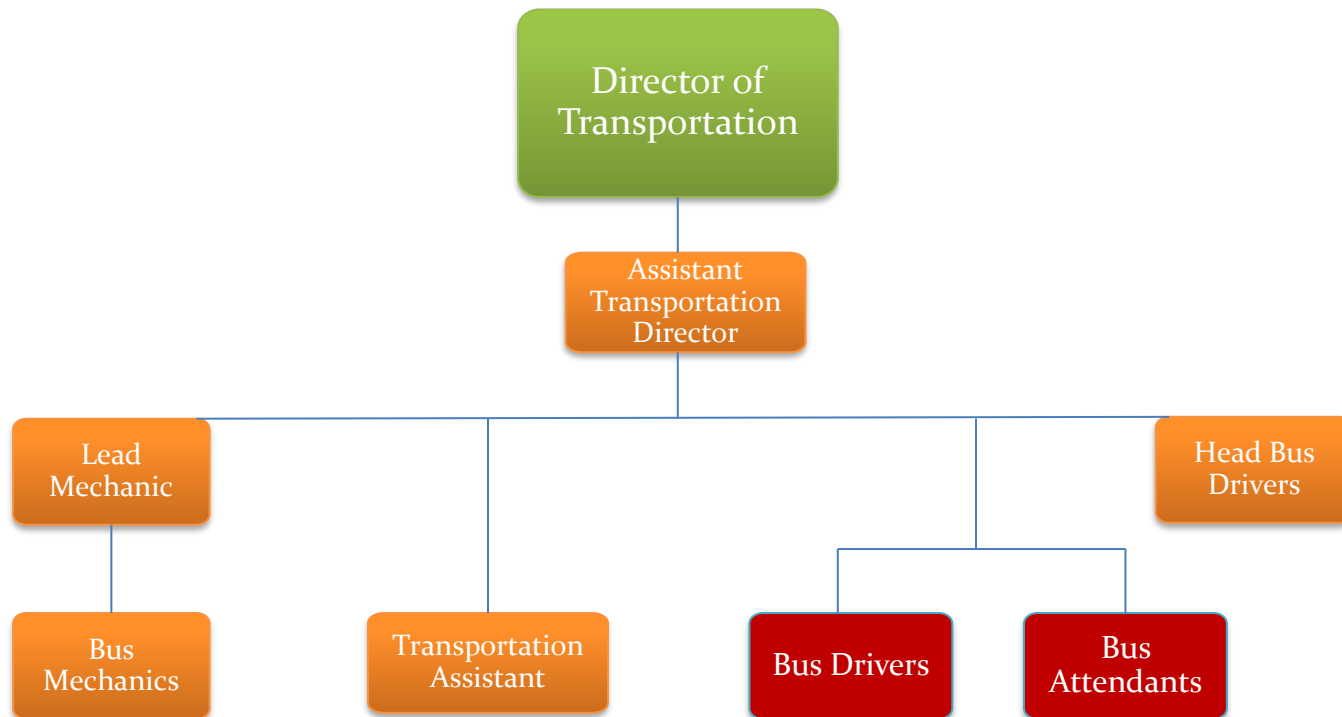 Director of
Transportation
Assistant
Transportation
Director
Lead
Mechanic
Head Bus
Drivers
Bus
Mechanics
Transportation
Assistant
Bus Drivers
Bus
Attendants